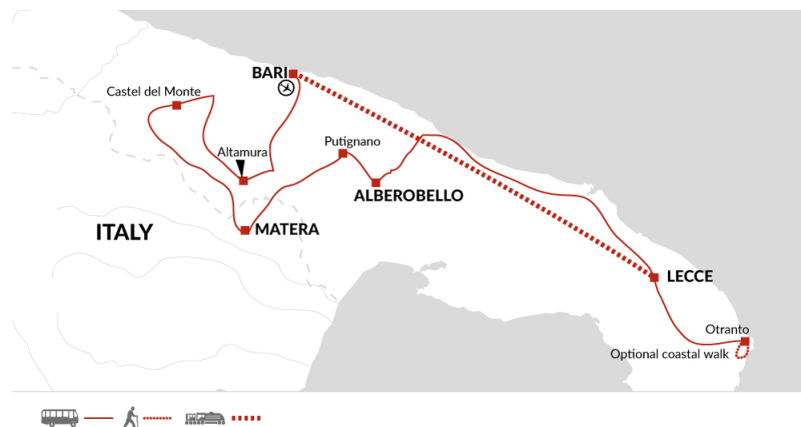 BARI
Castel del Monte
Altamura
Putignano
ALBEROBELLO
ITALY
MATERA
LECCE
Otranto
Optional coastal walk